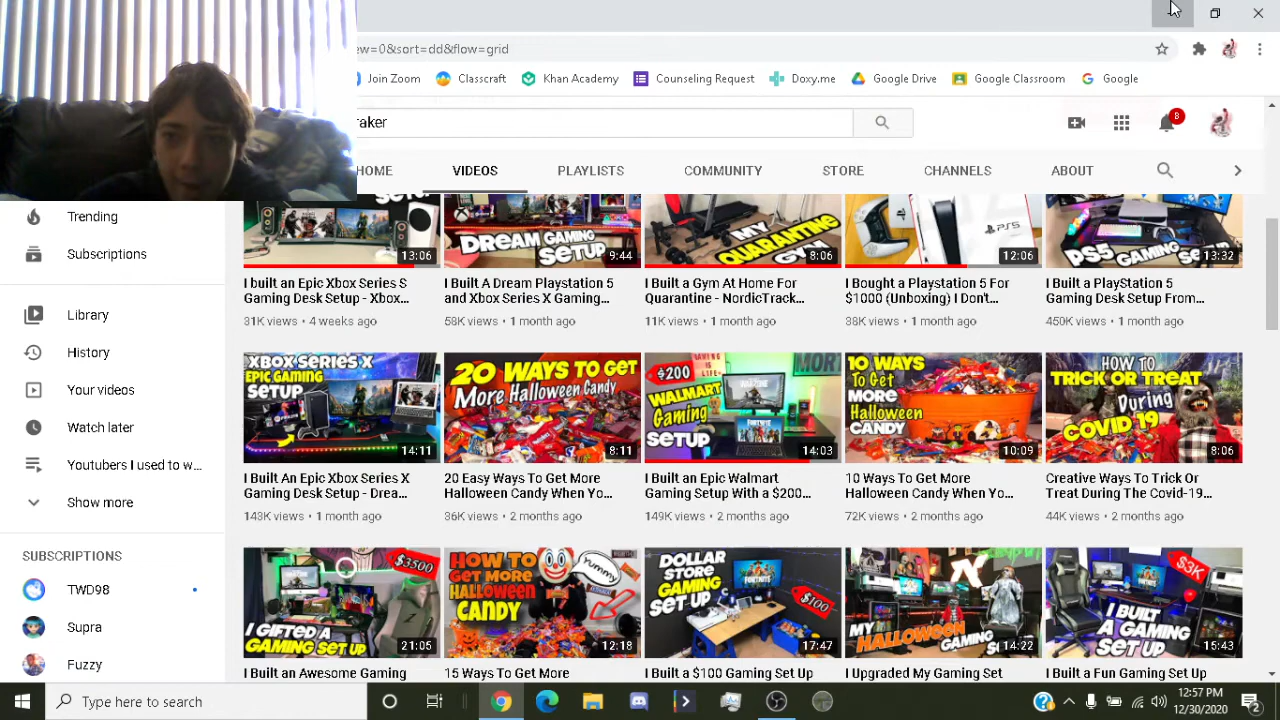 ew=0&sort=dd&flow=grid
Join Zoom
Classcraft
Khan Academy
Counseling Request
Doxy.me
Google Drive
Google Classroom
Google
raker
8
HOME
VIDEOS
PLAYLISTS
COMMUNITY
STORE
CHANNELS
ABOUT
Trending
Subscriptions
Library
History
Your videos
Watch later
Youtubers I used to w...
Show more
SUBSCRIPTIONS
TWD98
Supra
Fuzzy
13:06
I built an Epic Xbox Series S
Gaming Desk Setup - Xbox...
31K views • 4 weeks ago
DREAM GAMING
SETUP
9:44
I Built A Dream Playstation 5
and Xbox Series X Gaming...
58K views • 1 month ago
MY
QUARANTINE
GYM
8:06
I Built a Gym At Home For
Quarantine - NordicTrack...
11K views • 1 month ago
PS5
12:06
I Bought a Playstation 5 For
$1000 (Unboxing) I Don't...
38K views • 1 month ago
PS5 GAMING
SETUP
13:32
I Built a PlayStation 5
Gaming Desk Setup From...
450K views • 1 month ago
XBOX SERIES X
EPIC GAMING
SETUP
14:11
I Built An Epic Xbox Series X
Gaming Desk Setup - Drea...
143K views • 1 month ago
20 WAYS TO GET
More Halloween Candy
8:11
20 Easy Ways To Get More
Halloween Candy When Yo...
36K views • 2 months ago
$200
WALMART
Gaming
SETUP
WARZONE
FORTNITE
14:03
I Built an Epic Walmart
Gaming Setup With a $200...
149K views • 2 months ago
10 WAYS
To Get
MORE
Halloween
CANDY
10:09
10 Ways To Get More
Halloween Candy When Yo...
72K views • 2 months ago
HOW TO
TRICK OR TREAT
During
COVID 19
8:06
Creative Ways To Trick Or
Treat During The Covid-19...
44K views • 2 months ago
$3500
I GIFTED A
GAMING SET UP
21:05
I Built an Awesome Gaming
HOW TO
GET MORE
HALLOWEEN
CANDY
Yummy
12:18
15 Ways To Get More
DOLLAR
STORE
GAMING
SET UP
FORTNITE
$100
17:47
I Built a $100 Gaming Set Up
MY
HALLOWEEN
GAMING
14:22
I Upgraded My Gaming Set
$3K
I BUILT
A GAMING
SET UP
15:43
I Built a Fun Gaming Set Up
Type here to search
12:57 PM
12/30/2020
2